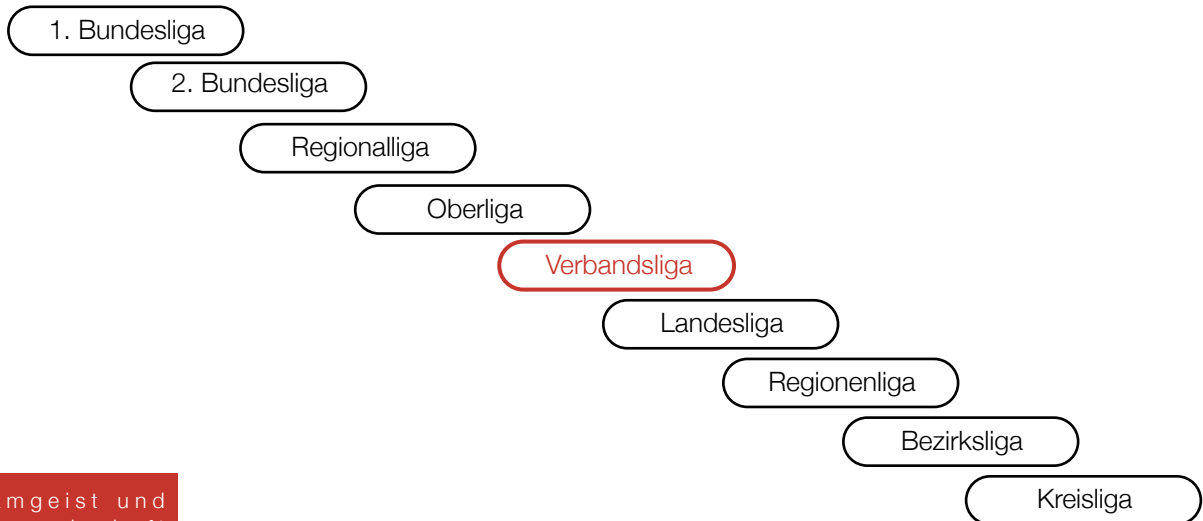 1. Bundesliga
2. Bundesliga
Regionalliga
Oberliga
Verbandsliga
Landesliga
Regionenliga
Bezirksliga
Kreisliga
mgeist und